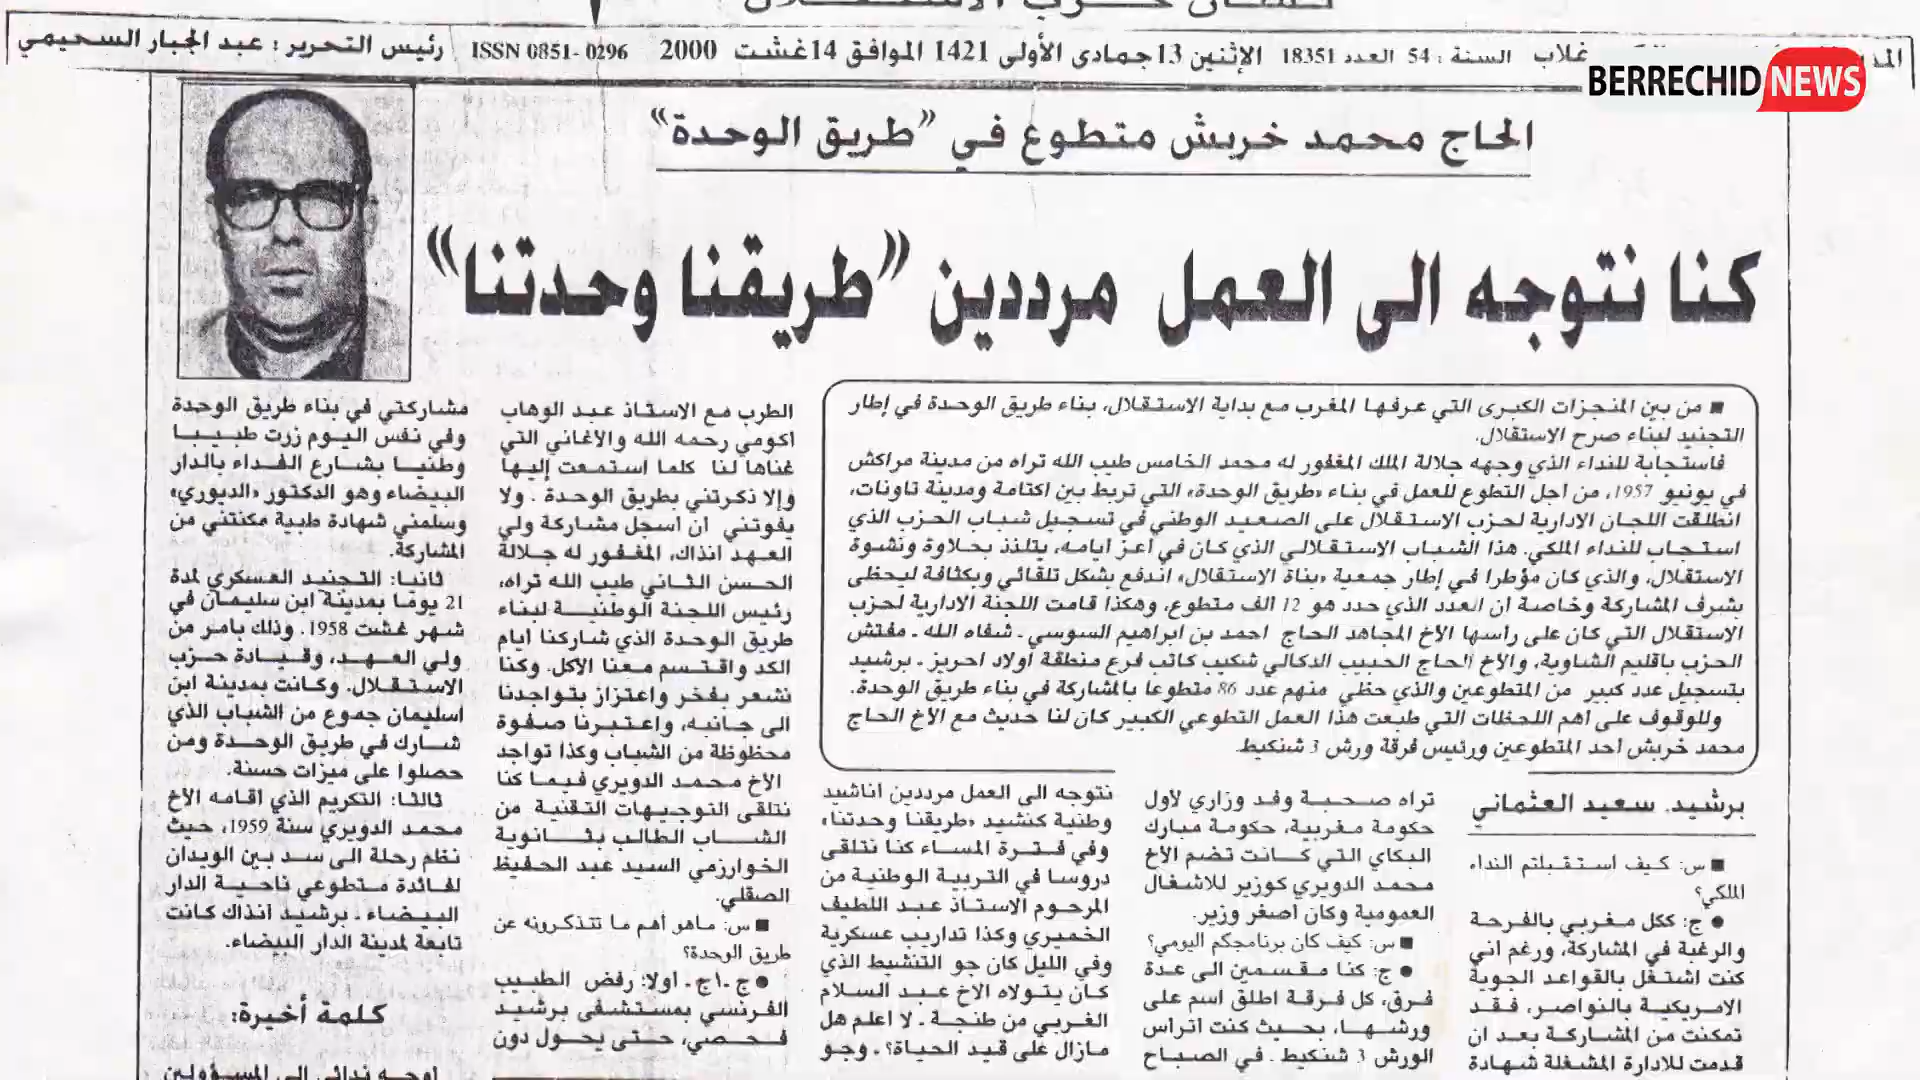 لسان حزب الاستقلال
غلاب السنة : 54 العدد 18351 الإثنين 13 جمادى الأولى 1421 الموافق 14 غشت 2000 ISSN 0851- 0296 رئيس التحرير : عبد الجبار السحيمي
BERRECHID NEWS
الحاج محمد خربش متطوع في "طريق الوحدة"
كنا نتوجه الى العمل مرددين "طريقنا وحدتنا"
■ من بين المنجزات الكبرى التي عرفها المغرب مع بداية الاستقلال، بناء طريق الوحدة في إطار
التجنيد لبناء صرح الاستقلال.
فاستجابة للنداء الذي وجهه جلالة الملك المغفور له محمد الخامس طيب الله تراه من مدينة مراكش
في يونيو 1957، من اجل التطوع للعمل في بناء «طريق الوحدة» التي تربط بين اكتامة ومدينة تاونات،
انطلقت اللجان الادارية لحزب الاستقلال على الصعيد الوطني في تسجيل شباب الحزب الذي
استجاب للنداء الملكي. هذا الشباب الاستقلالي الذي كان في اعز ايامه، يتلذذ بحلاوة ونشوة
الاستقلال، والذي كان مؤطرا في إطار جمعية «بناة الاستقلال» اندفع بشكل تلقائي وبكثافة ليحظى
بشرف المشاركة وخاصة ان العدد الذي حدد هو 12 الف متطوع، وهكذا قامت اللجنة الادارية لحزب
الاستقلال التي كان على رأسها الأخ المجاهد الحاج احمد بن ابراهيم السوسي ـ شفاه الله ـ مفتش
الحزب باقليم الشاوية، والأخ الحاج الحبيب الدكالي شكيب كاتب فرع منطقة أولاد احريز ـ برشيد
بتسجيل عدد كبير من المتطوعين والذي حظي منهم عدد 86 متطوعا بالمشاركة في بناء طريق الوحدة.
وللوقوف على اهم اللحظات التي طبعت هذا العمل التطوعي الكبير كان لنا حديث مع الأخ الحاج
محمد خربش احد المتطوعين ورئيس فرقة ورش 3 شنكيط.
برشيد. سعيد العثماني
■ س: كيف استقبلتم النداء
الملكي؟
● ج: ككل مغربي بالفرحة
والرغبة في المشاركة، ورغم اني
كنت اشتغل بالقواعد الجوية
الامريكية بالنواصر، فقد
تمكنت من المشاركة بعد ان
قدمت للادارة المشغلة شهادة
تراه صحبة وفد وزاري لأول
حكومة مغربية، حكومة مبارك
البكاي التي كانت تضم الأخ
محمد الدويري كوزير للاشغال
العمومية وكان اصغر وزير.
■ س: كيف كان برنامجكم اليومي؟
● ج: كنا مقسمين الى عدة
فرق، كل فرقة اطلق اسم على
ورشها، بحيث كنت اتراس
الورش 3 شنكيط . في الصباح
نتوجه الى العمل مرددين اناشيد
وطنية كنشيد «طريقنا وحدتنا»
وفي فترة المساء كنا نتلقى
دروسا في التربية الوطنية من
المرحوم الاستاذ عبد اللطيف
الخميري وكذا تداريب عسكرية
وفي الليل كان جو التنشيط الذي
كان يتولاه الاخ عبد السلام
الغربي من طنجة ـ لا اعلم هل
مازال على قيد الحياة؟ ـ وجو
الطرب مع الاستاذ عبد الوهاب
اكومي رحمه الله والاغاني التي
غناها لنا كلما استمعت إليها
وإلا ذكرتني بطريق الوحدة . ولا
يفوتني ان اسجل مشاركة ولي
العهد انذاك، المغفور له جلالة
الحسن الثاني طيب الله تراه،
رئيس اللجنة الوطنية لبناء
طريق الوحدة الذي شاركنا ايام
الكد واقتسم معنا الاكل. وكنا
نشعر بفخر واعتزاز بتواجدنا
الى جانبه، واعتبرنا صفوة
محظوظة من الشباب وكذا تواجد
الأخ محمد الدويري فيما كنا
نتلقى التوجيهات التقنية من
الشاب الطالب بثانوية
الخوارزمي السيد عبد الحفيظ
الصقلي.
■ س: ماهو أهم ما تتذكرونه عن
طريق الوحدة؟
● ج ـ اج ـ اولا: رفض الطبيب
الفرنسي بمستشفى برشيد
فحصي، حتى يحول دون
مشاركتي في بناء طريق الوحدة
وفي نفس اليوم زرت طبيبا
وطنيا بشارع الفداء بالدار
البيضاء وهو الدكتور «الديوري»
وسلمني شهادة طبية مكنتني من
المشاركة.
ثانيا: التجنيد العسكري لمدة
21 يوما بمدينة ابن سليمان في
شهر غشت 1958. وذلك بامر من
ولي العهد، وقيادة حزب
الاستقلال. وكانت بمدينة ابن
اسليمان جموع من الشباب الذي
شارك في طريق الوحدة ومن
حصلوا على ميزات حسنة.
ثالثا: التكريم الذي اقامه الأخ
محمد الدويري سنة 1959، حيث
نظم رحلة الى سد بين الويدان
لفائدة متطوعي ناحية الدار
البيضاء ـ برشيد انذاك كانت
تابعة لمدينة الدار البيضاء.
كلمة أخيرة:
اوجه ندائي الى المسؤولين